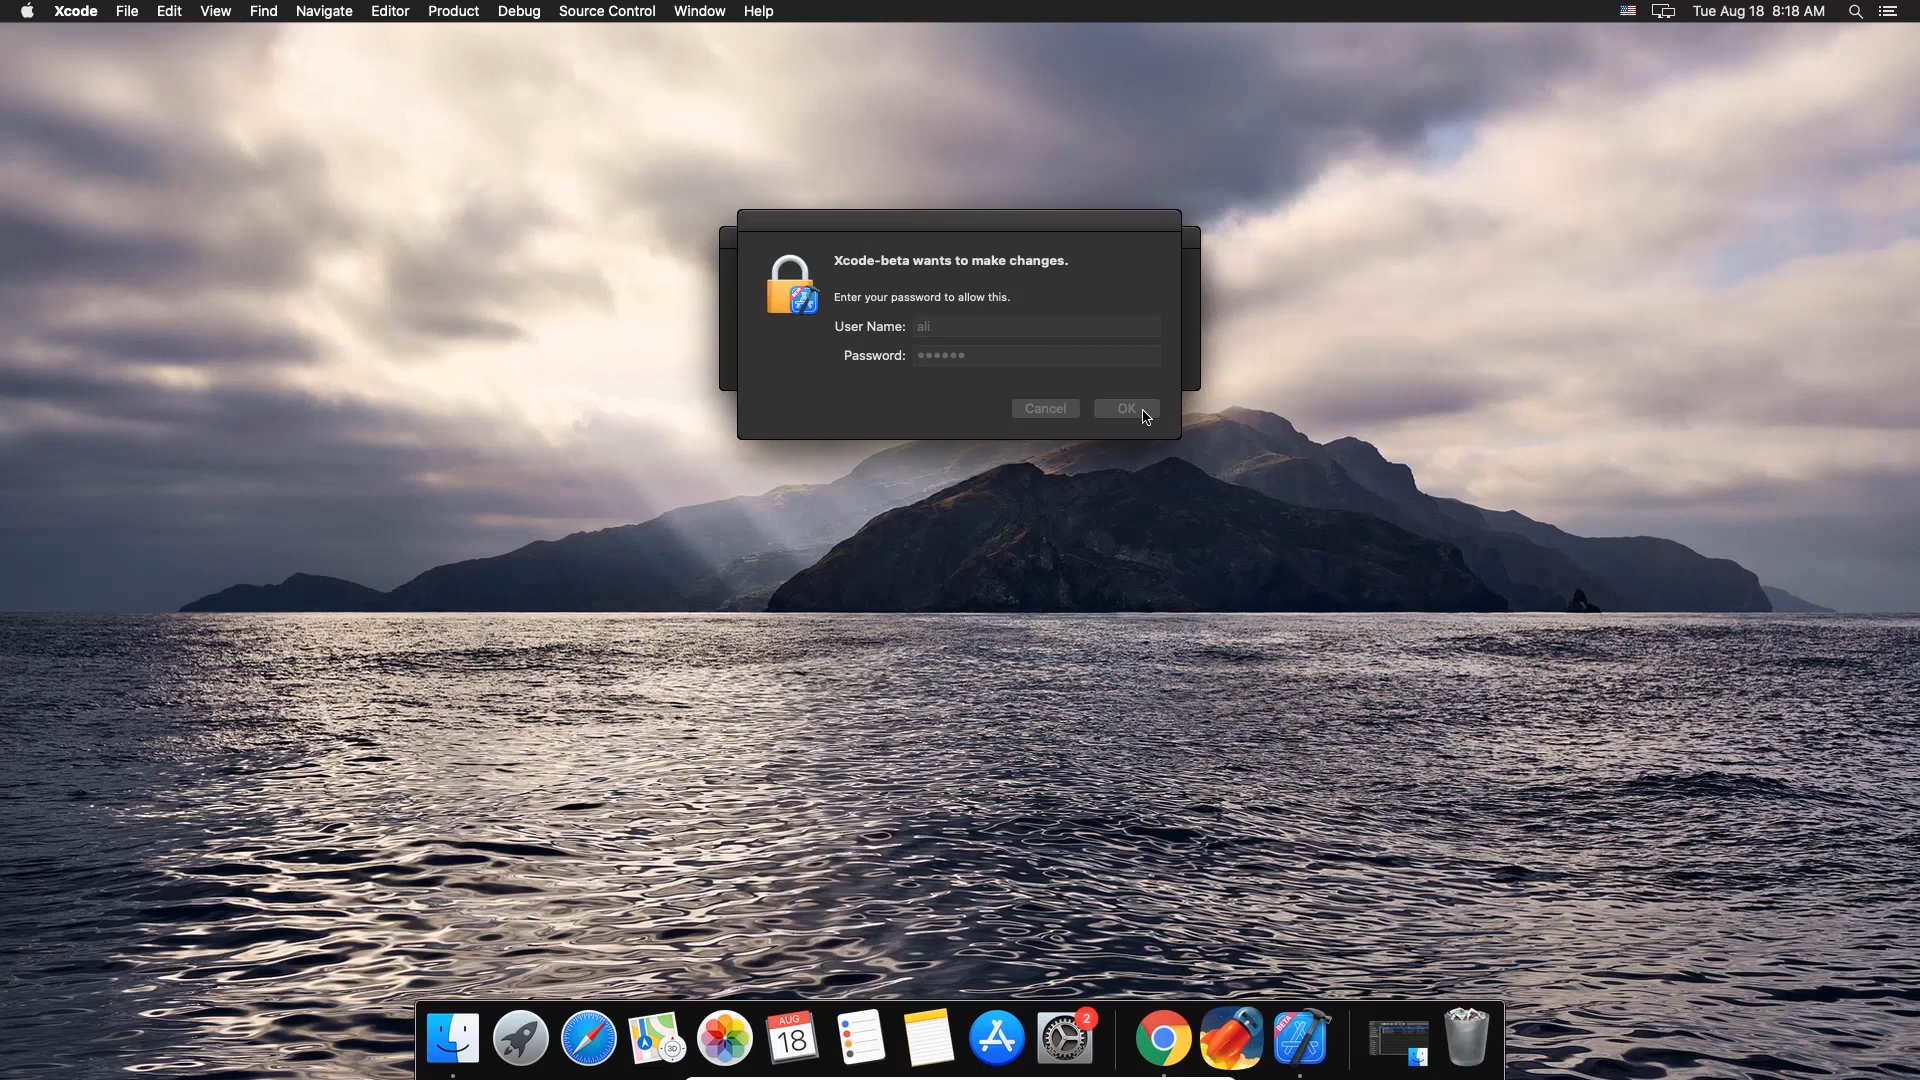 Xcode File Edit View Find Navigate Editor Product Debug Source Control Window Help Tue Aug 18 8:18 AM
Xcode-beta wants to make changes.
Enter your password to allow this.
User Name: ali
Password: ••••••
Cancel OK
AUG
18
3D
2
BETA